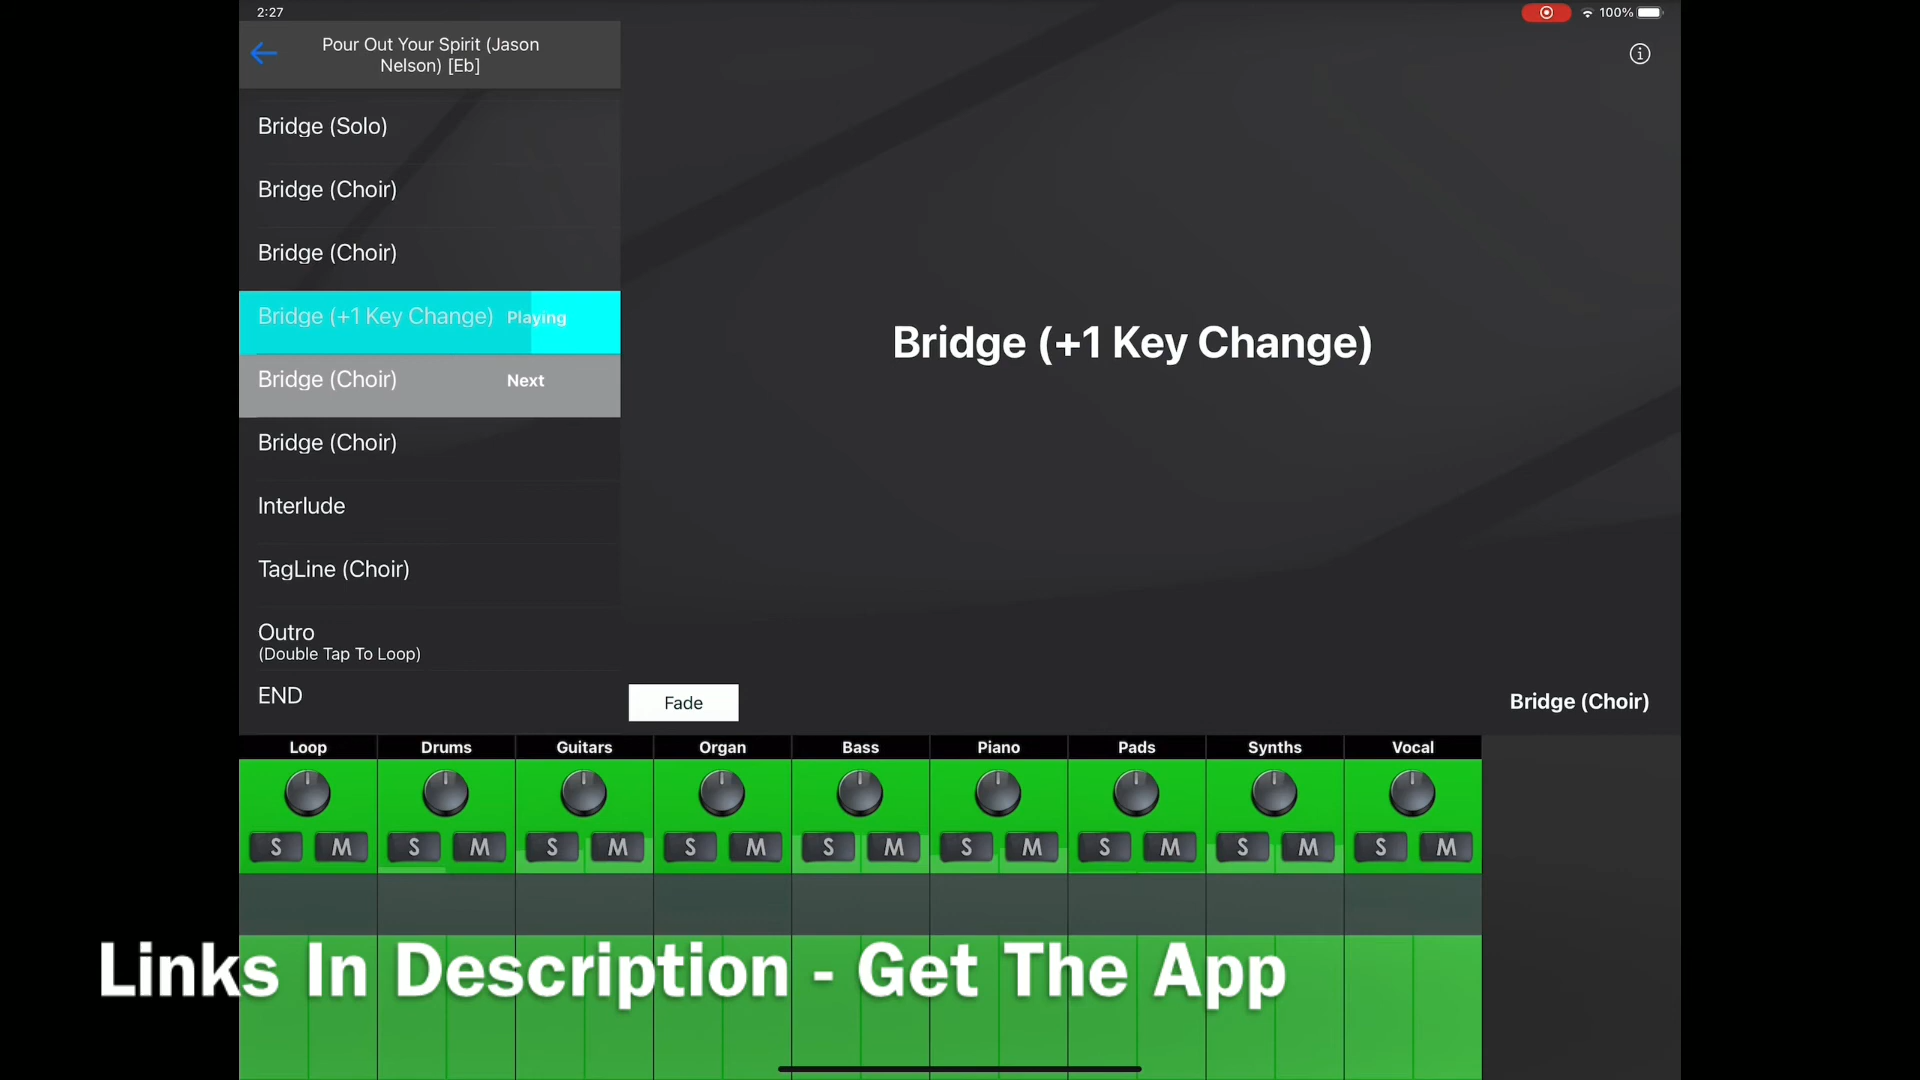 2:27
100%
Pour Out Your Spirit (Jason
Nelson) [Eb]
Bridge (Solo)
Bridge (Choir)
Bridge (Choir)
Bridge (+1 Key Change) Playing
Bridge (Choir) Next
Bridge (Choir)
Interlude
TagLine (Choir)
Outro
(Double Tap To Loop)
END
Bridge (+1 Key Change)
Fade
Bridge (Choir)
Loop Drums Guitars Organ Bass Piano Pads Synths Vocal
S M S M S M S M S M S M S M S M S M
Links In Description - Get The App